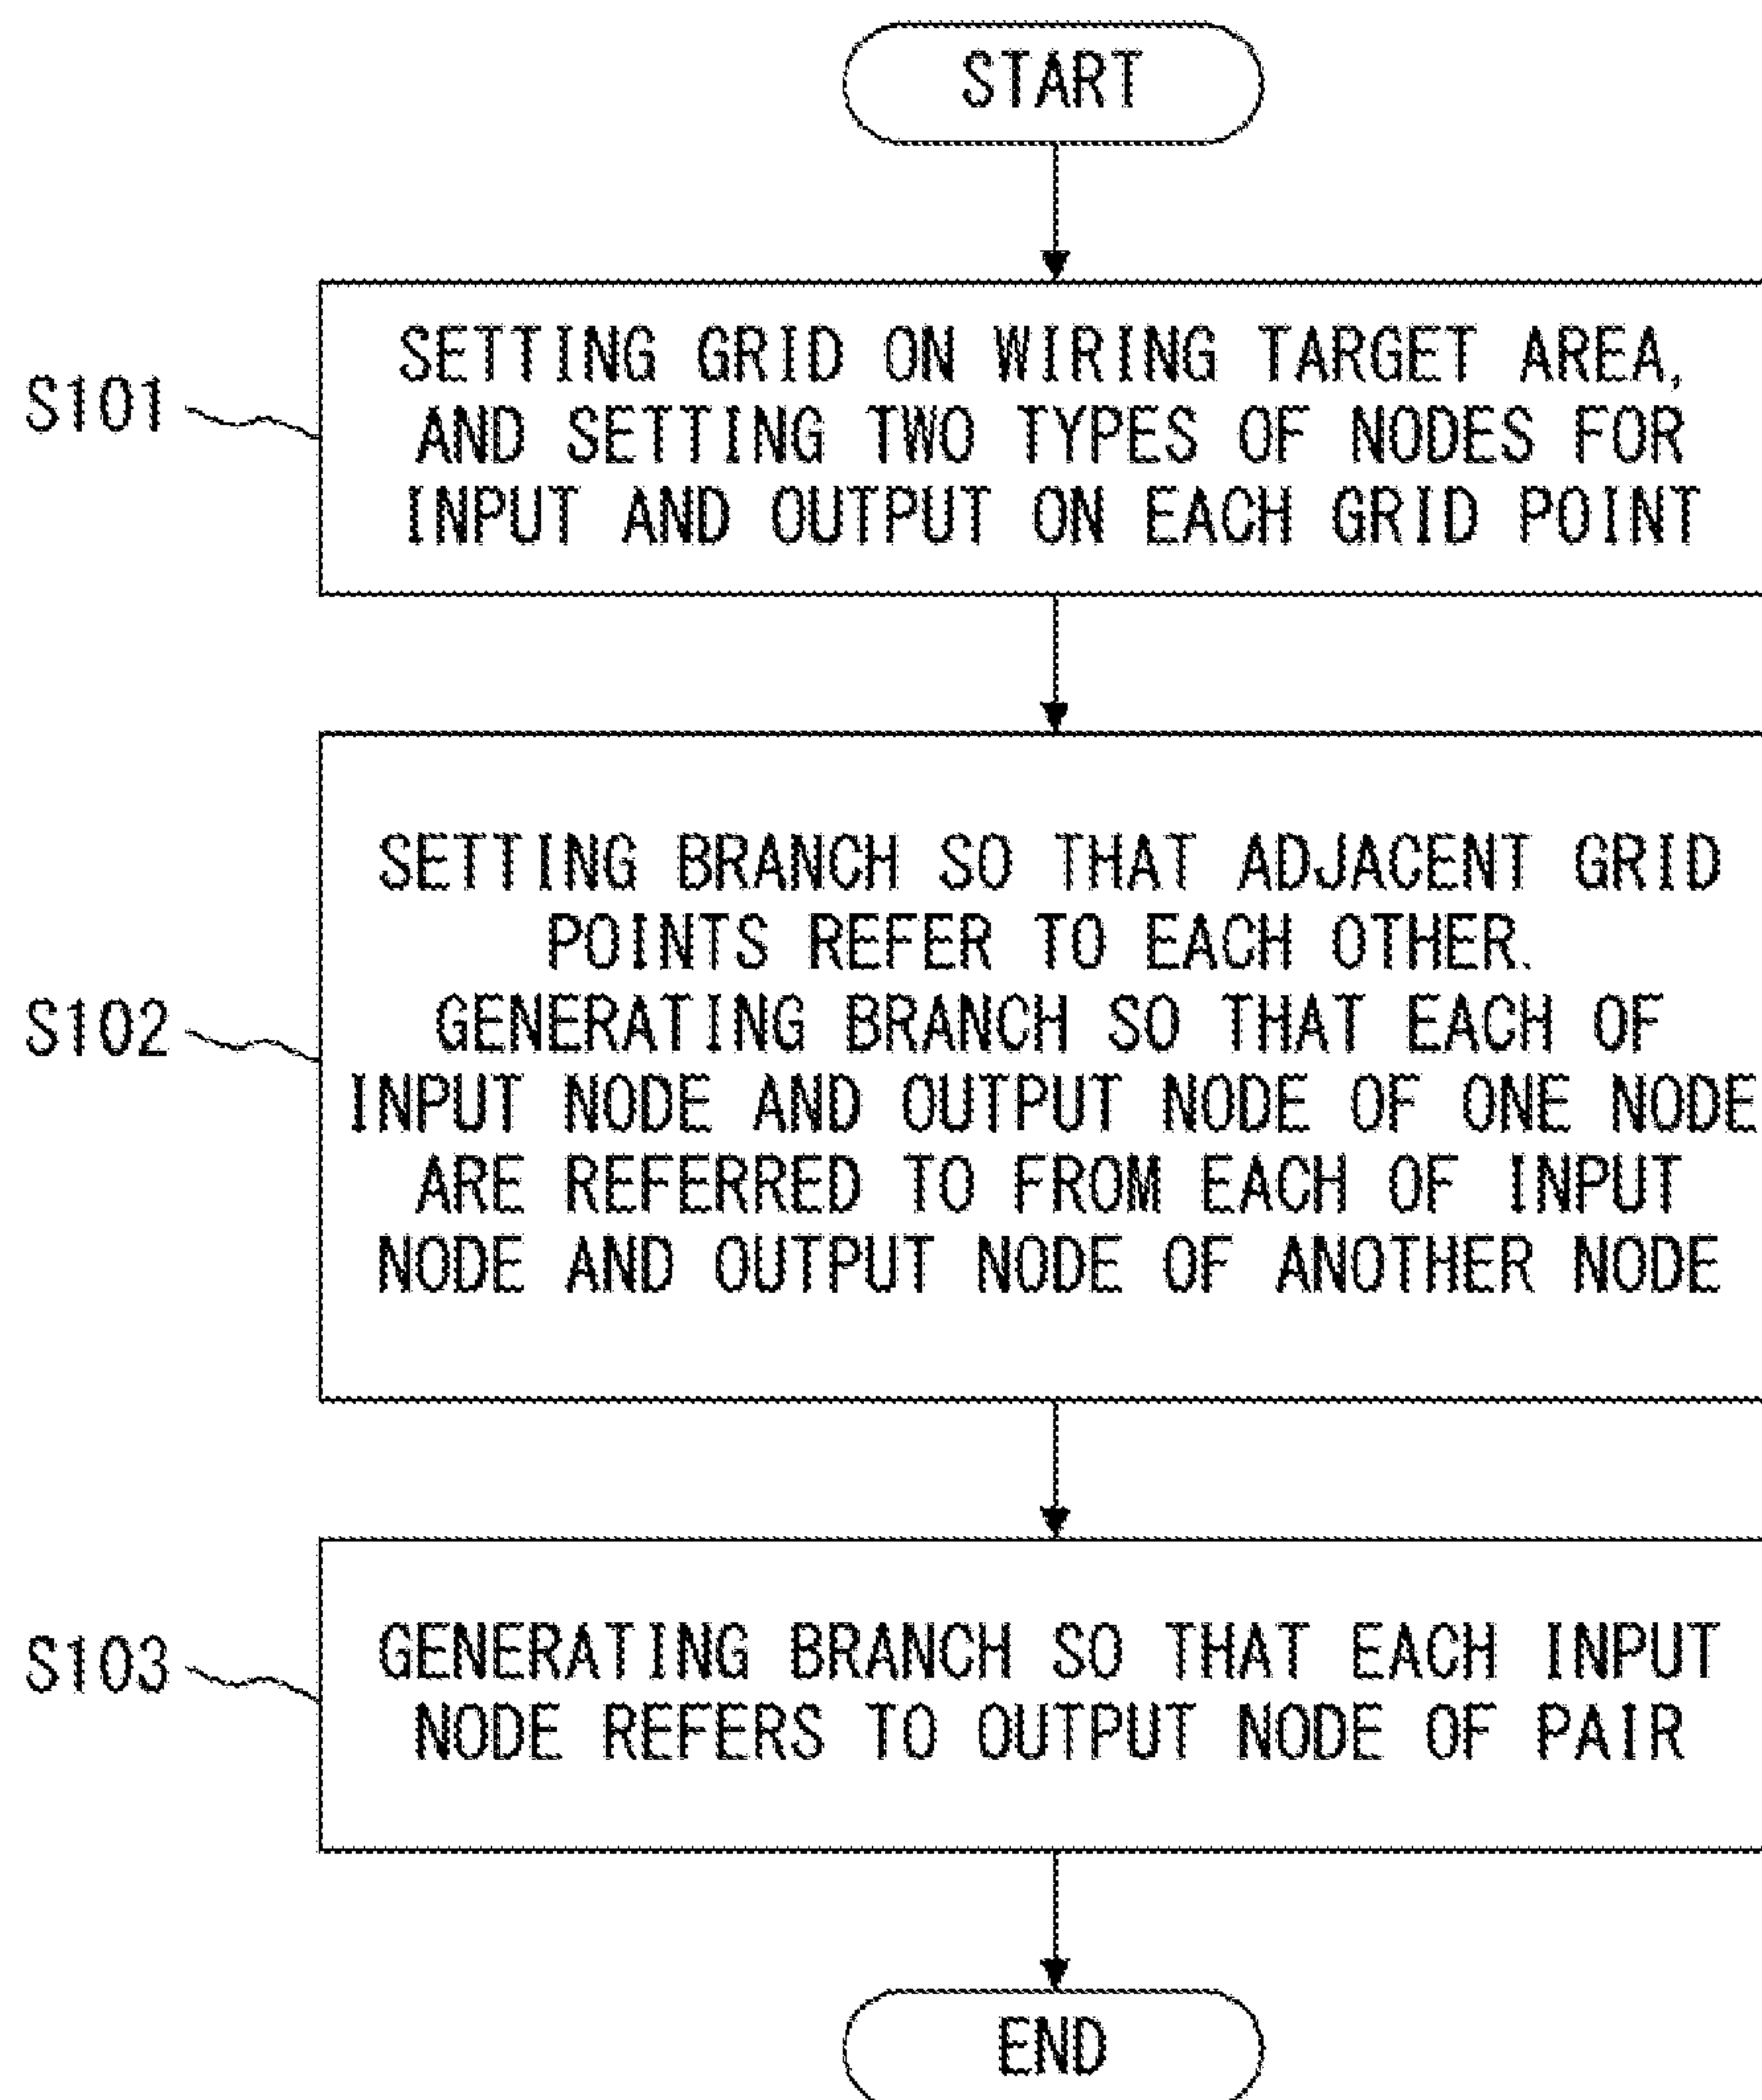 START
S101
SETTING GRID ON WIRING TARGET AREA,
AND SETTING TWO TYPES OF NODES FOR
INPUT AND OUTPUT ON EACH GRID POINT
S102
SETTING BRANCH SO THAT ADJACENT GRID
POINTS REFER TO EACH OTHER.
GENERATING BRANCH SO THAT EACH OF
INPUT NODE AND OUTPUT NODE OF ONE NODE
ARE REFERRED TO FROM EACH OF INPUT
NODE AND OUTPUT NODE OF ANOTHER NODE
S103
GENERATING BRANCH SO THAT EACH INPUT
NODE REFERS TO OUTPUT NODE OF PAIR
END